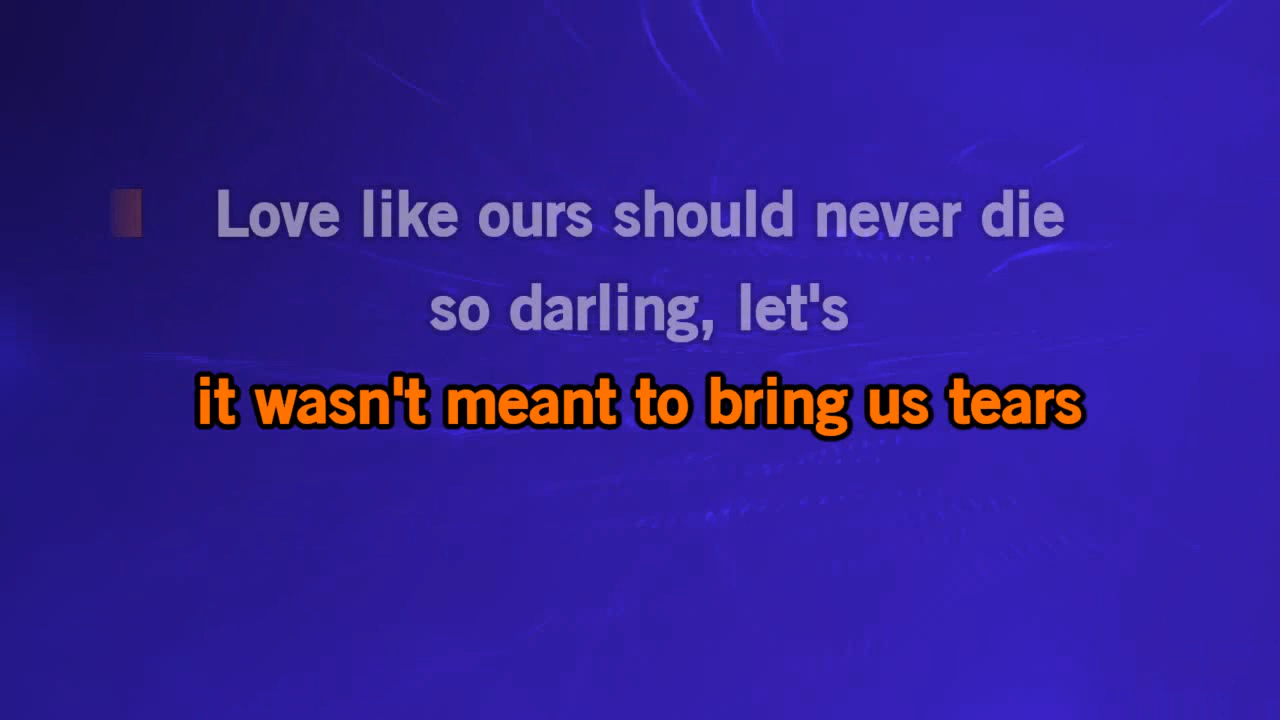 Love like ours should never die
so darling, let's
it wasn't meant to bring us tears